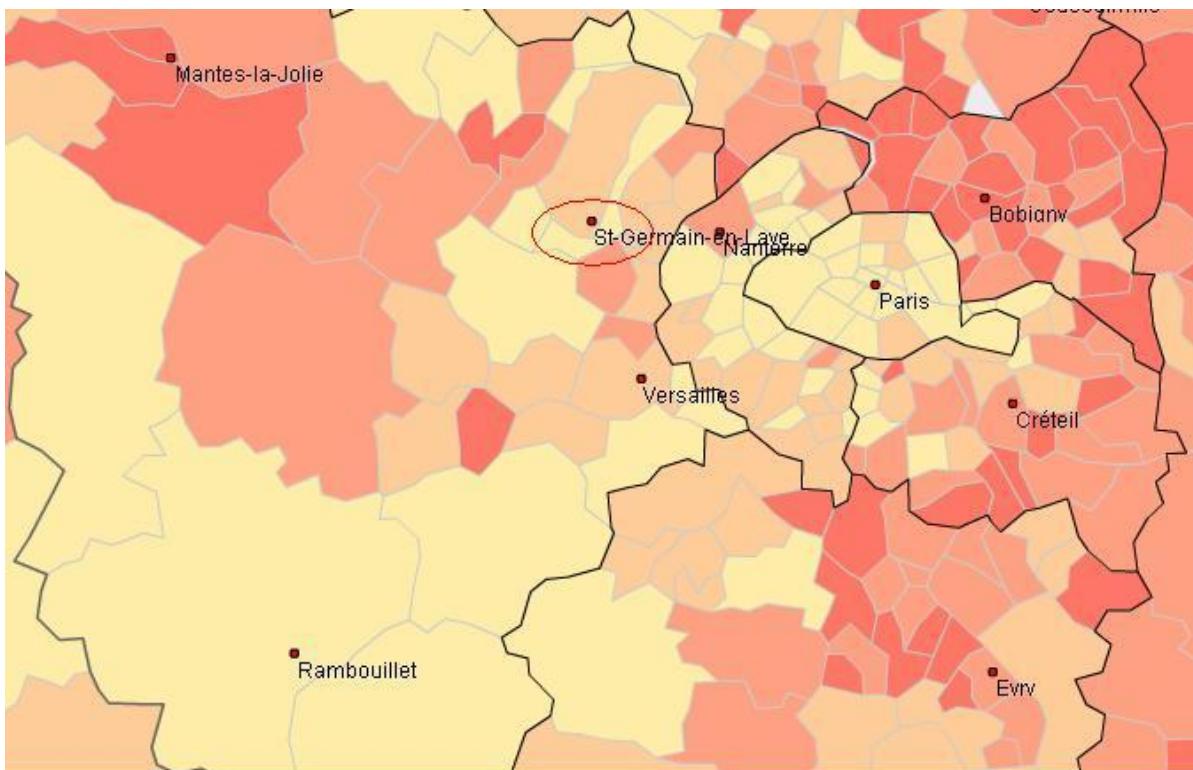 Mantes-la-Jolie
St-Germain-en-Laye
Nanterre
Bobigny
Paris
Versailles
Créteil
Rambouillet
Evry